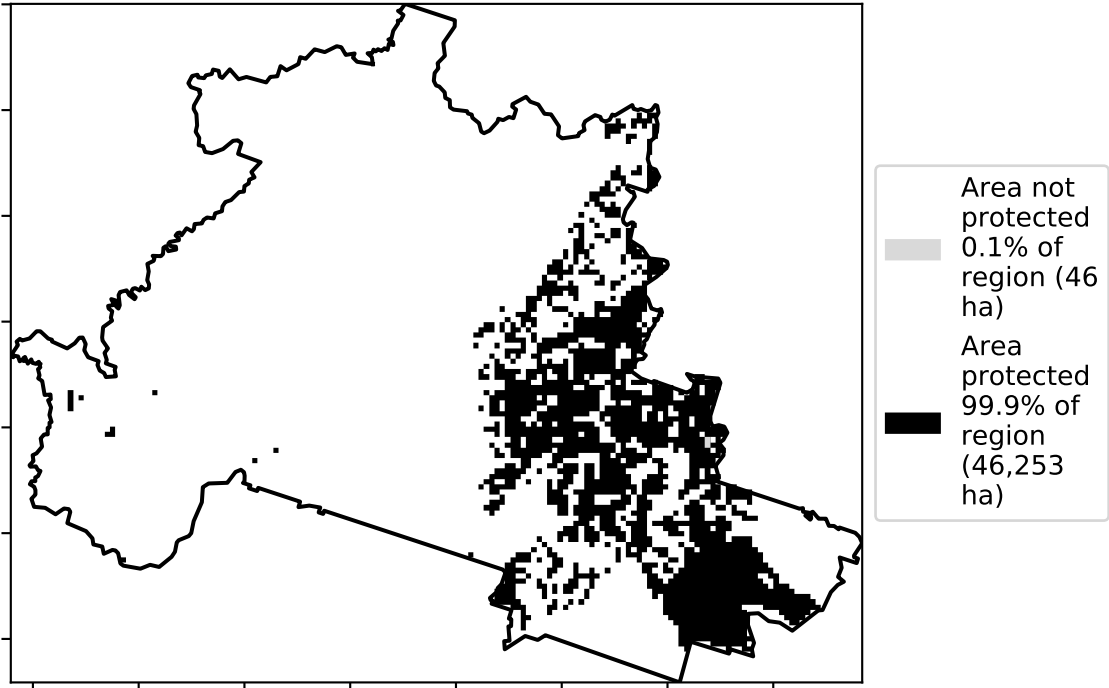 Area not
protected
0.1% of
region (46
ha)
Area
protected
99.9% of
region
(46,253
ha)